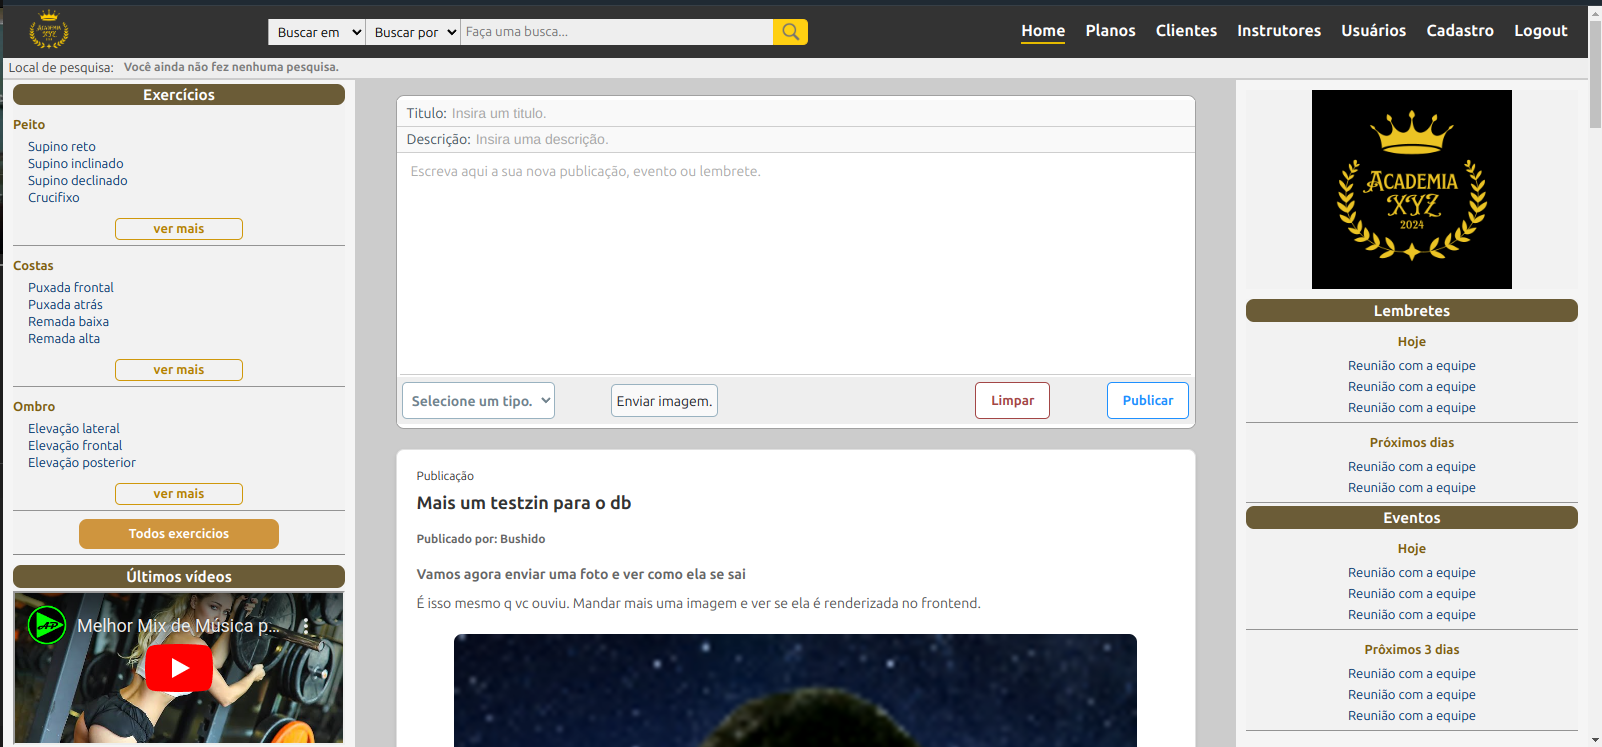 ACADEMIA
XYZ
Buscar em
Buscar por
Faça uma busca...
Home
Planos
Clientes
Instrutores
Usuários
Cadastro
Logout
Local de pesquisa: Você ainda não fez nenhuma pesquisa.
Exercícios
Peito
Supino reto
Supino inclinado
Supino declinado
Crucifixo
ver mais
Costas
Puxada frontal
Puxada atrás
Remada baixa
Remada alta
ver mais
Ombro
Elevação lateral
Elevação frontal
Elevação posterior
ver mais
Todos exercicios
Últimos vídeos
Melhor Mix de Música p...
Titulo: Insira um titulo.
Descrição: Insira uma descrição.
Escreva aqui a sua nova publicação, evento ou lembrete.
Selecione um tipo.
Enviar imagem.
Limpar
Publicar
Publicação
Mais um testzin para o db
Publicado por: Bushido
Vamos agora enviar uma foto e ver como ela se sai
É isso mesmo q vc ouviu. Mandar mais uma imagem e ver se ela é renderizada no frontend.
ACADEMIA
XYZ
2024
Lembretes
Hoje
Reunião com a equipe
Reunião com a equipe
Reunião com a equipe
Próximos dias
Reunião com a equipe
Reunião com a equipe
Eventos
Hoje
Reunião com a equipe
Reunião com a equipe
Reunião com a equipe
Prôximos 3 dias
Reunião com a equipe
Reunião com a equipe
Reunião com a equipe